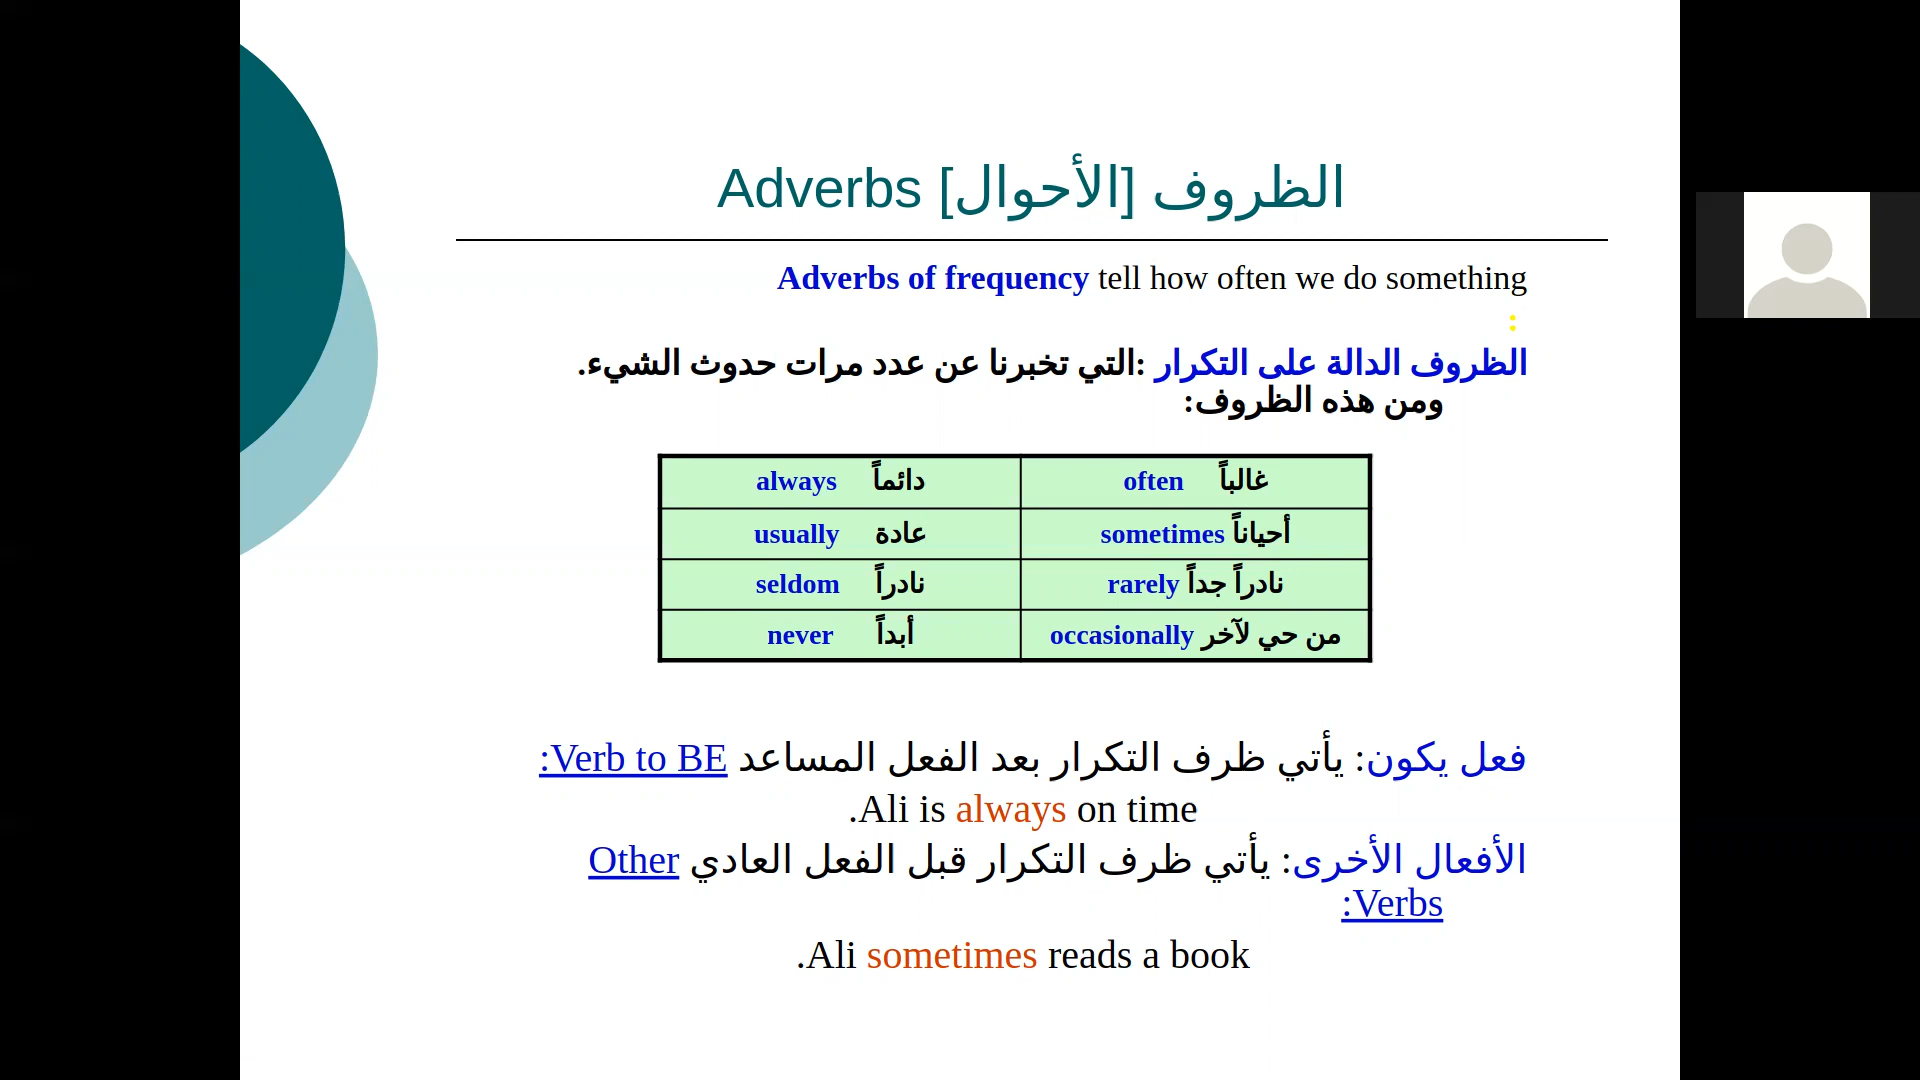 الظروف [الأحوال] Adverbs
Adverbs of frequency tell how often we do something
:
الظروف الدالة على التكرار :التي تخبرنا عن عدد مرات حدوث الشيء.
ومن هذه الظروف:
always دائماً often غالباً
usually عادة sometimes أحياناً
seldom نادراً rarely نادراً جداً
never أبداً occasionally من حي لآخر
فعل يكون: يأتي ظرف التكرار بعد الفعل المساعد Verb to BE:
Ali is always on time.
الأفعال الأخرى: يأتي ظرف التكرار قبل الفعل العادي Other
Verbs:
Ali sometimes reads a book.